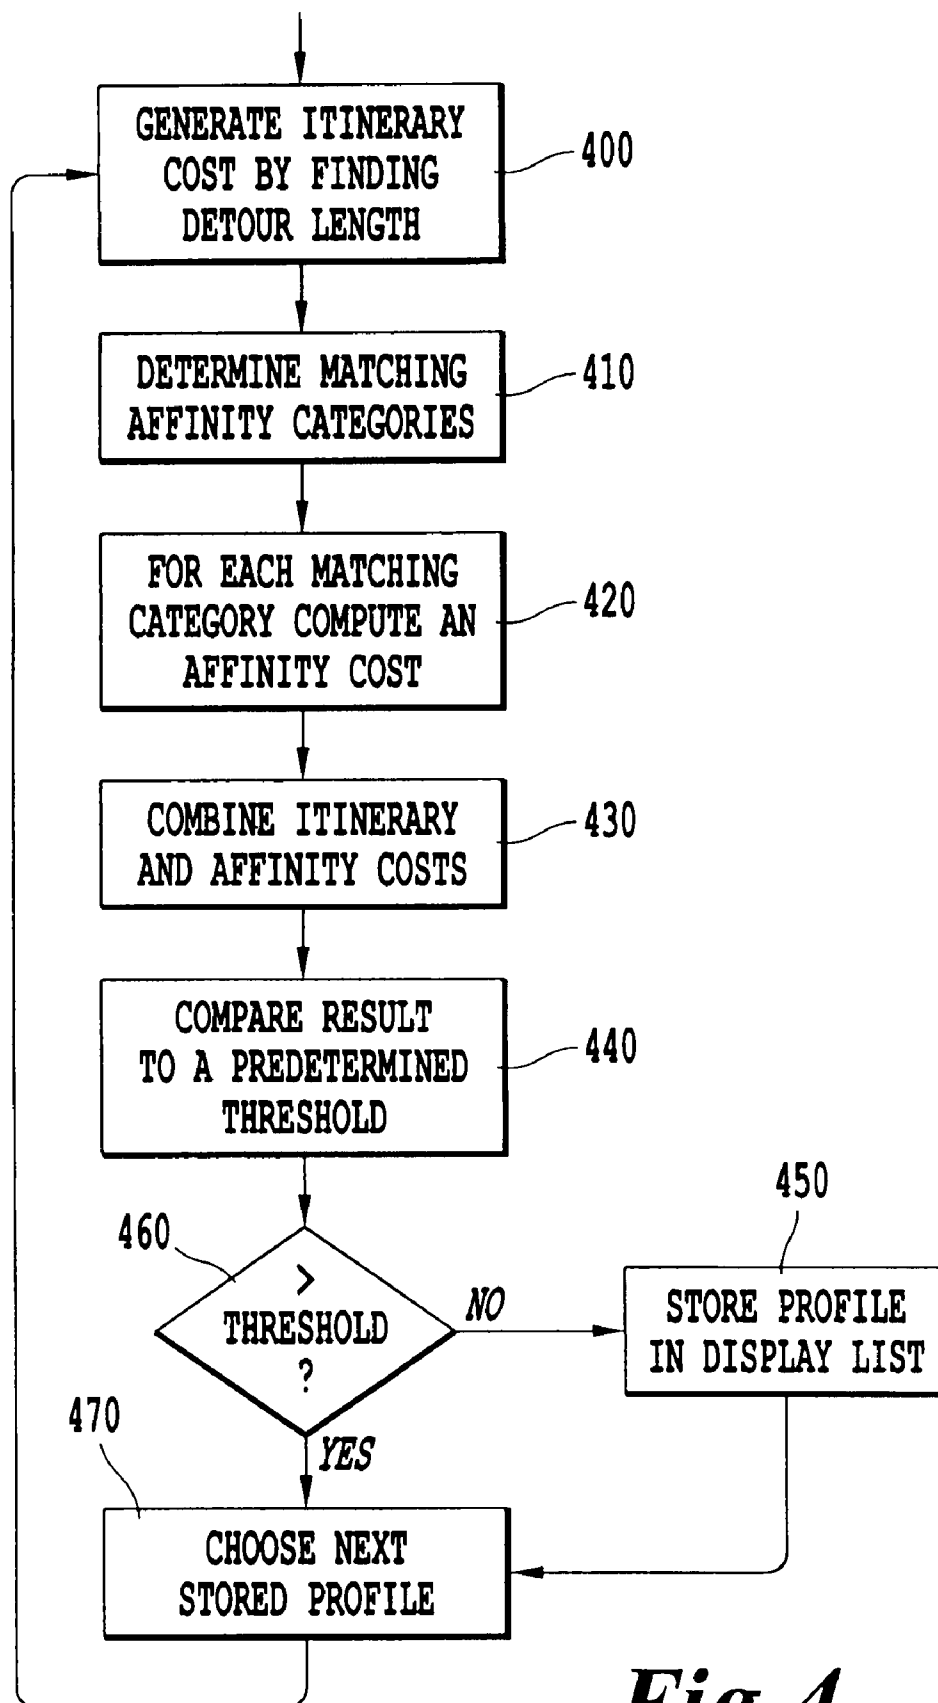 GENERATE ITINERARY
COST BY FINDING
DETOUR LENGTH
400
DETERMINE MATCHING
AFFINITY CATEGORIES
410
FOR EACH MATCHING
CATEGORY COMPUTE AN
AFFINITY COST
420
COMBINE ITINERARY
AND AFFINITY COSTS
430
COMPARE RESULT
TO A PREDETERMINED
THRESHOLD
440
460
>
THRESHOLD
?
NO
450
STORE PROFILE
IN DISPLAY LIST
YES
470
CHOOSE NEXT
STORED PROFILE
Fig. 4